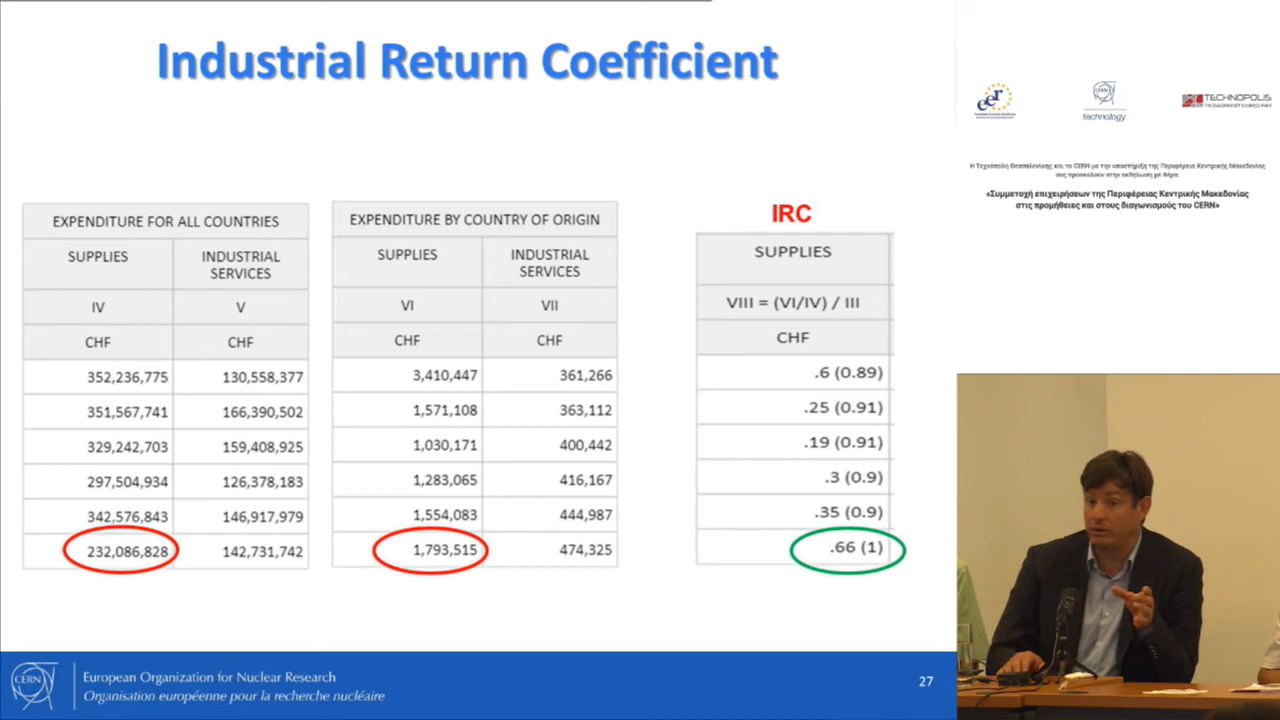 Industrial Return Coefficient
EXPENDITURE FOR ALL COUNTRIES
SUPPLIES
INDUSTRIAL SERVICES
IV
V
CHF
CHF
352,236,775 130,558,377
351,567,741 166,390,502
329,242,703 159,408,925
297,504,934 126,378,183
342,576,843 146,917,979
232,086,828 142,731,742
EXPENDITURE BY COUNTRY OF ORIGIN
SUPPLIES
INDUSTRIAL SERVICES
VI
VII
CHF
CHF
3,410,447 361,266
1,571,108 363,112
1,030,171 400,442
1,283,065 416,167
1,554,083 444,987
1,793,515 474,325
IRC
SUPPLIES
VIII = (VI/IV) / III
CHF
.6 (0.89)
.25 (0.91)
.19 (0.91)
.3 (0.9)
.35 (0.9)
.66 (1)
CERN
European Organization for Nuclear Research
Organisation européenne pour la recherche nucléaire
27
eer
CERN
technology
TECHNOPOLIS
Η Τεχνόπολη Θεσσαλονίκης και το CERN με την υποστήριξη της Περιφέρεια Κεντρικής Μακεδονίας
σας προσκαλούν στην εκδήλωση με θέμα:
«Συμμετοχή επιχειρήσεων της Περιφέρειας Κεντρικής Μακεδονίας
στις προμήθειες και στους διαγωνισμούς του CERN»